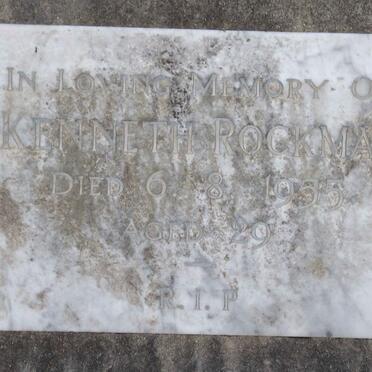 IN LOVING MEMORY O
KENNETH ROCKMA
DIED 6. 8. 1955
AGED 29
R.I.P